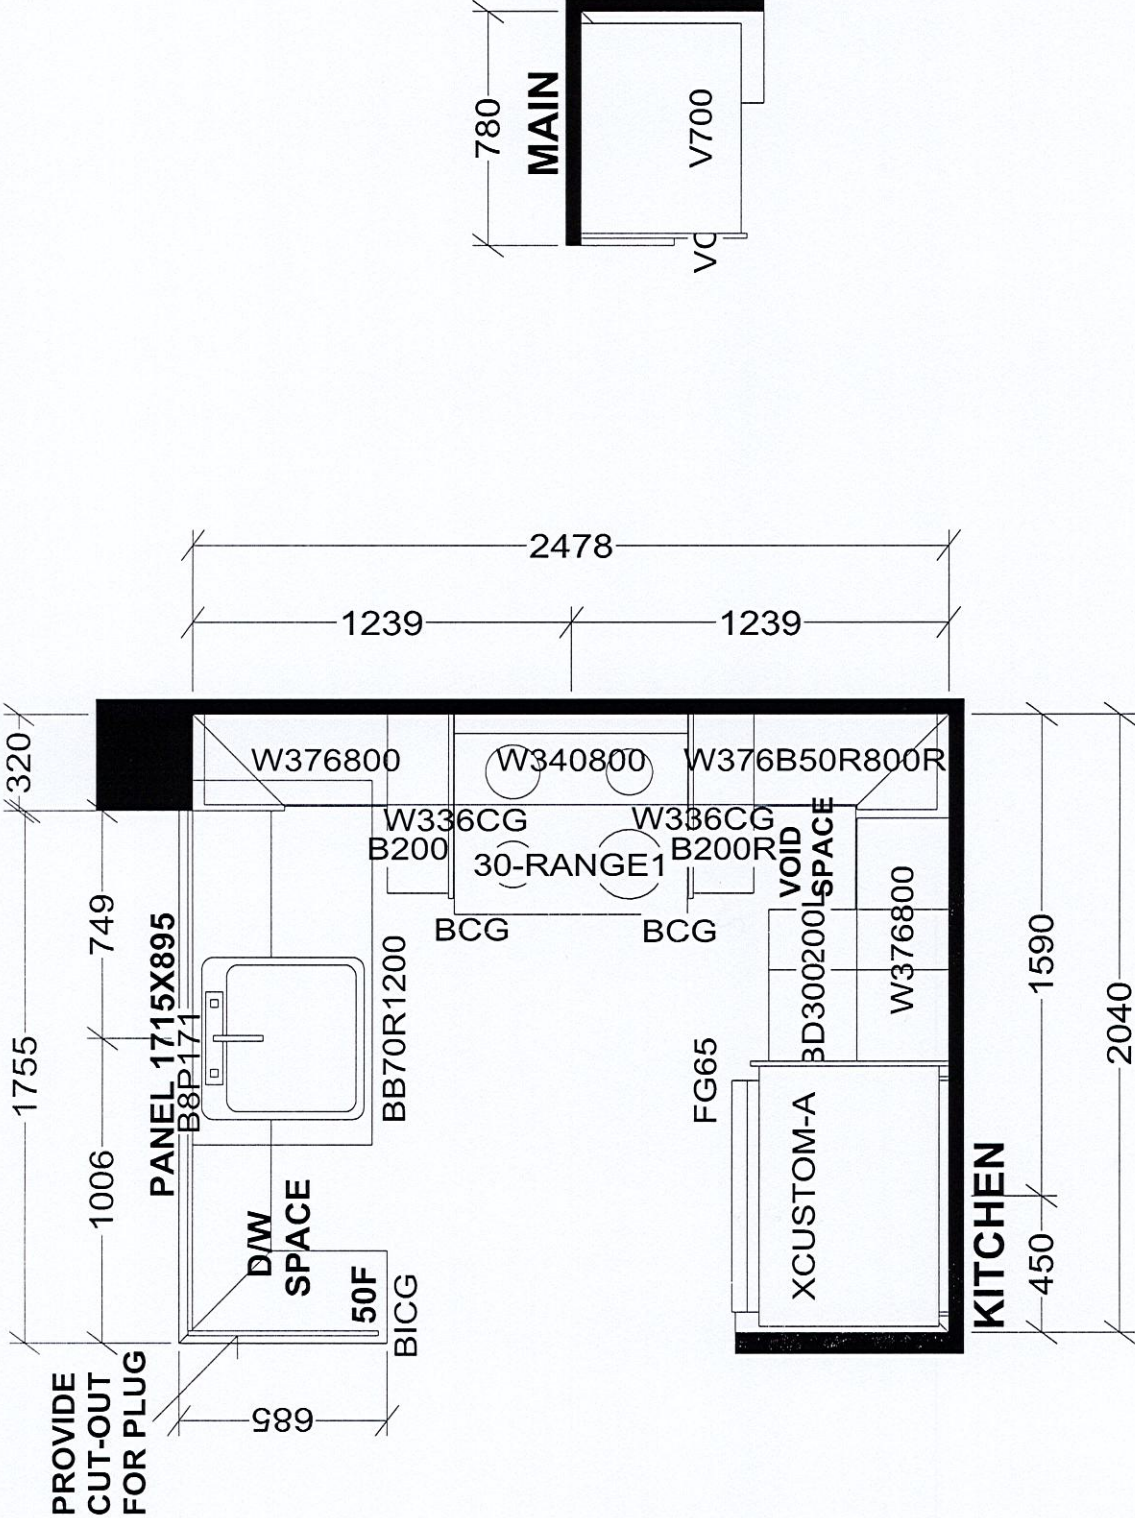 780
MAIN
V700
VC
2478
1239
1239
320
W376800
W340800
W376B50R800R
W336CG
W336CG
B200
B200R
30-RANGE1
BCG
BCG
VOID
SPACE
749
1755
1006
PANEL 1715X895
B8P171
BB70R1200
BD300200L
W376800
1590
2040
FG65
XCUSTOM-A
D/W
SPACE
50F
BICG
450
KITCHEN
PROVIDE
CUT-OUT
FOR PLUG
685